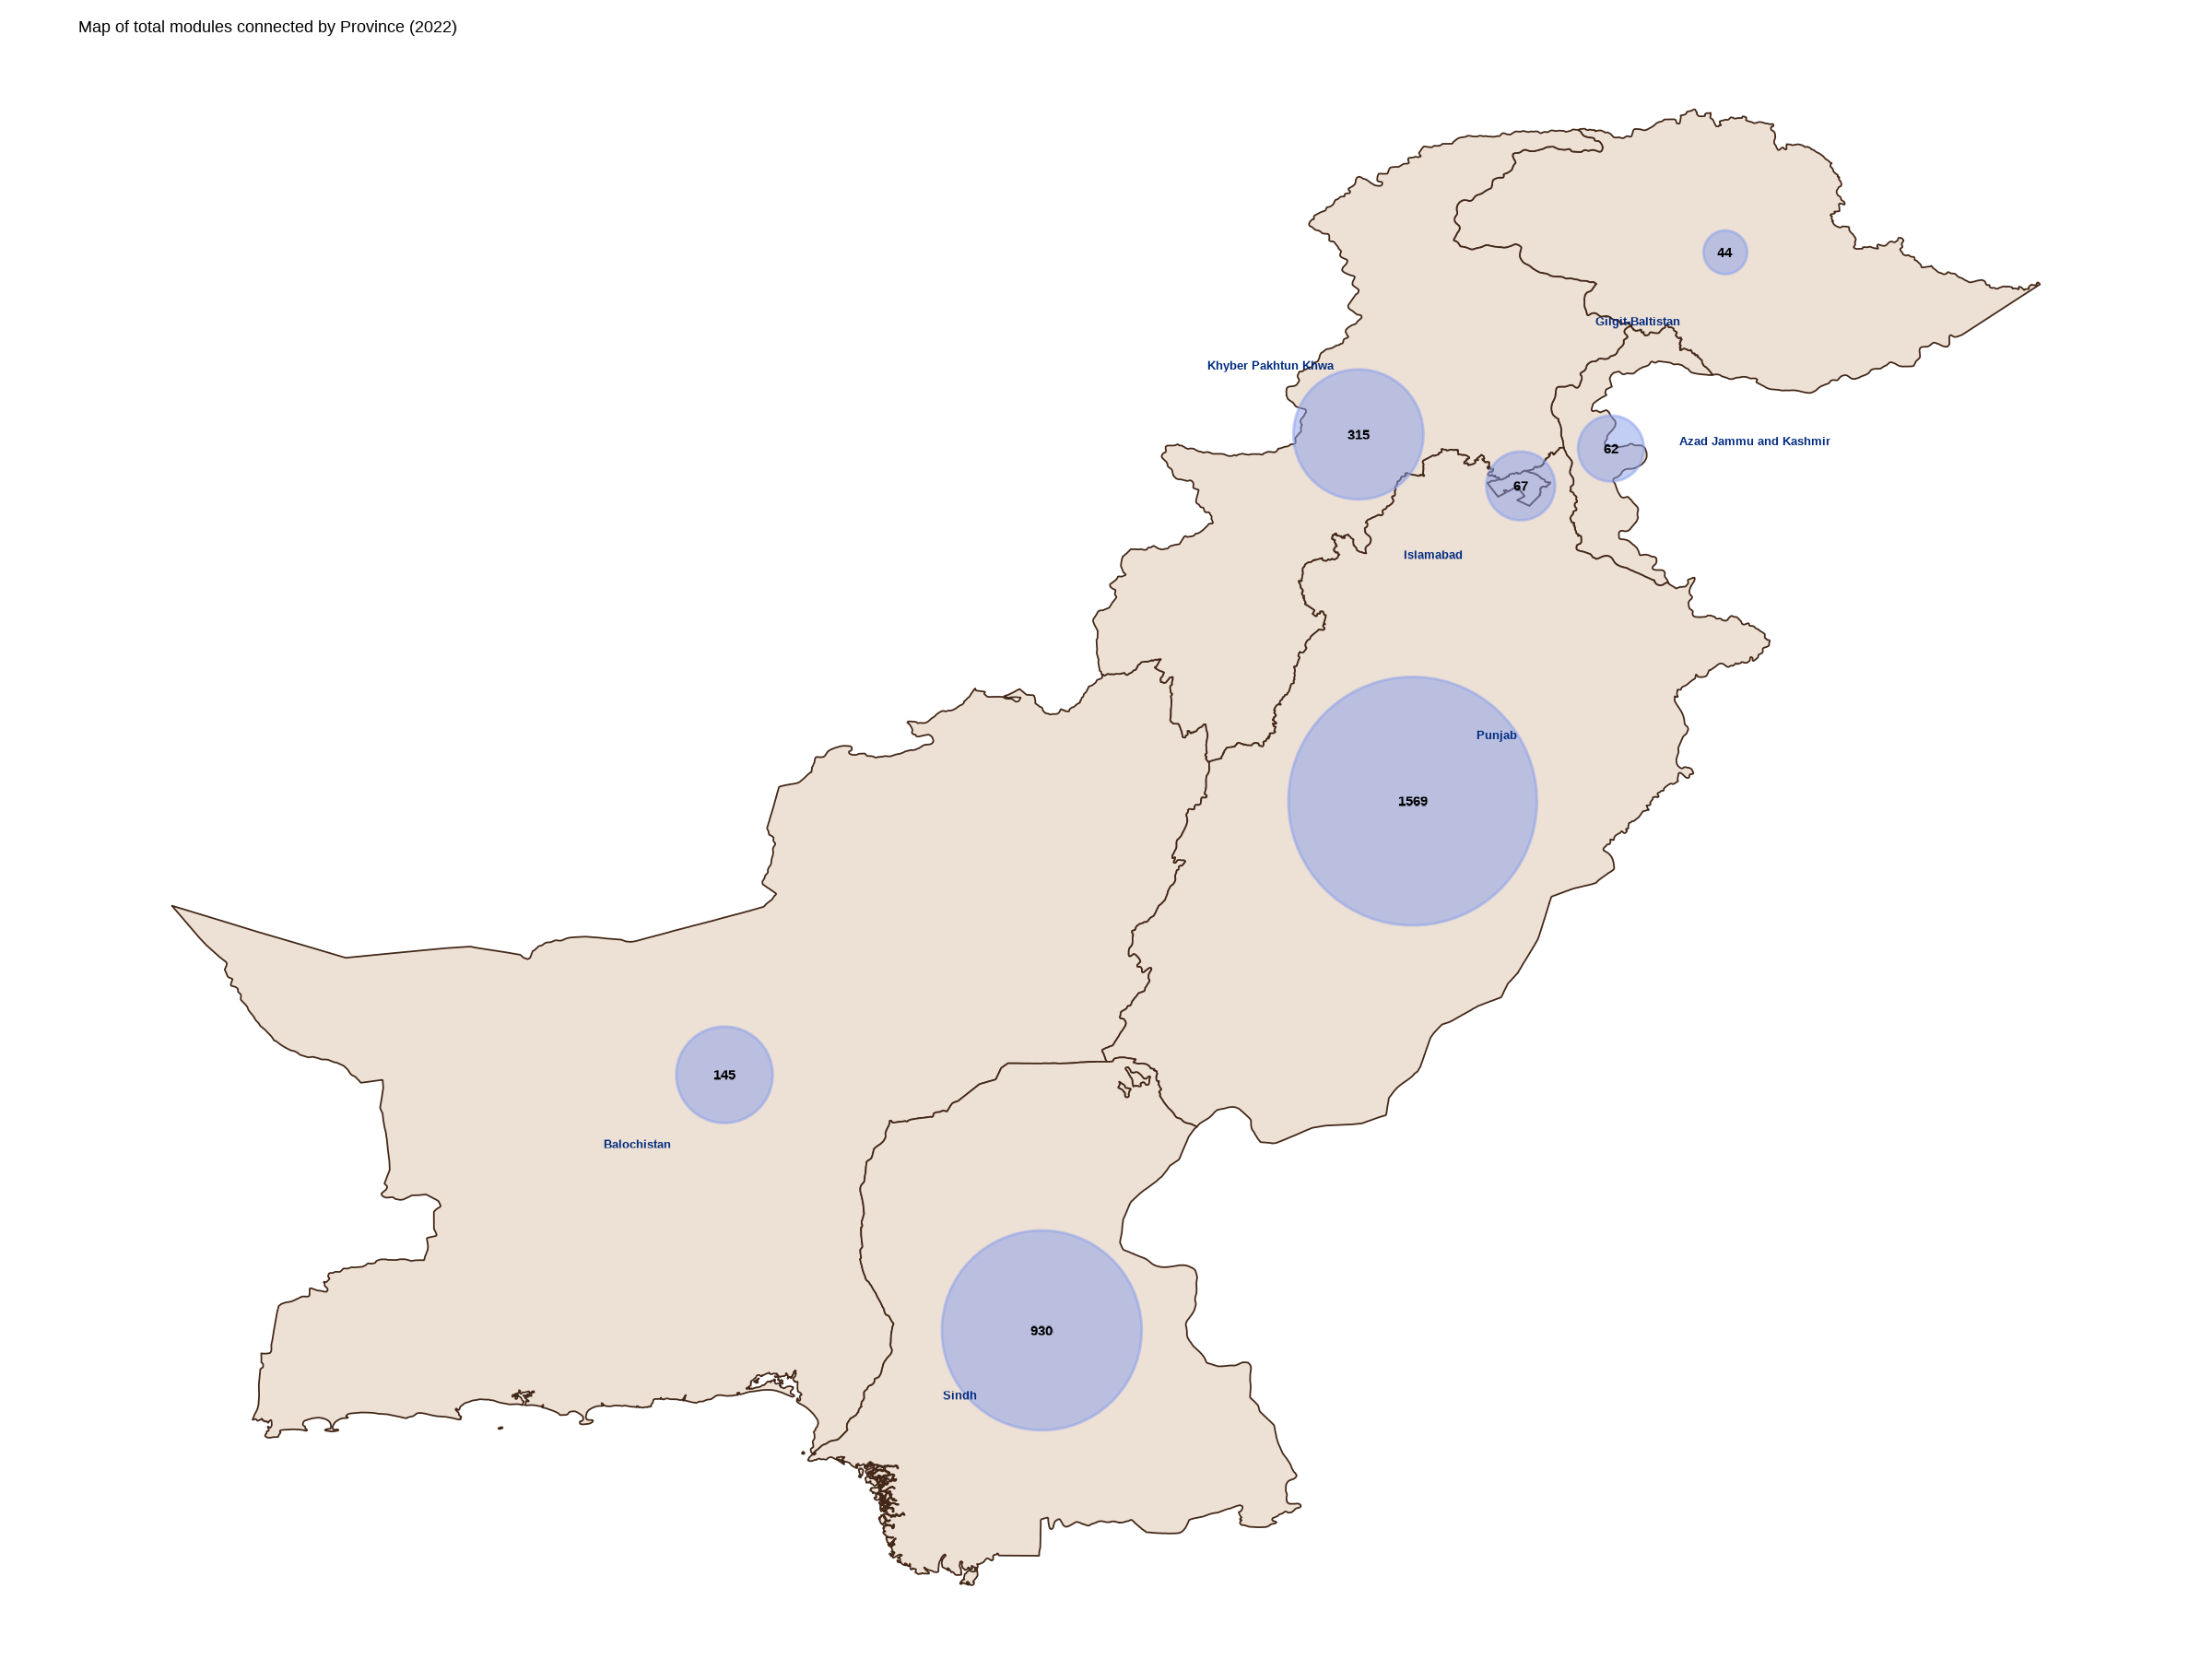 Map of total modules connected by Province (2022)
44
Gilgit-Baltistan
Khyber Pakhtun Khwa
315
62
Azad Jammu and Kashmir
67
Islamabad
Punjab
1569
145
Balochistan
930
Sindh